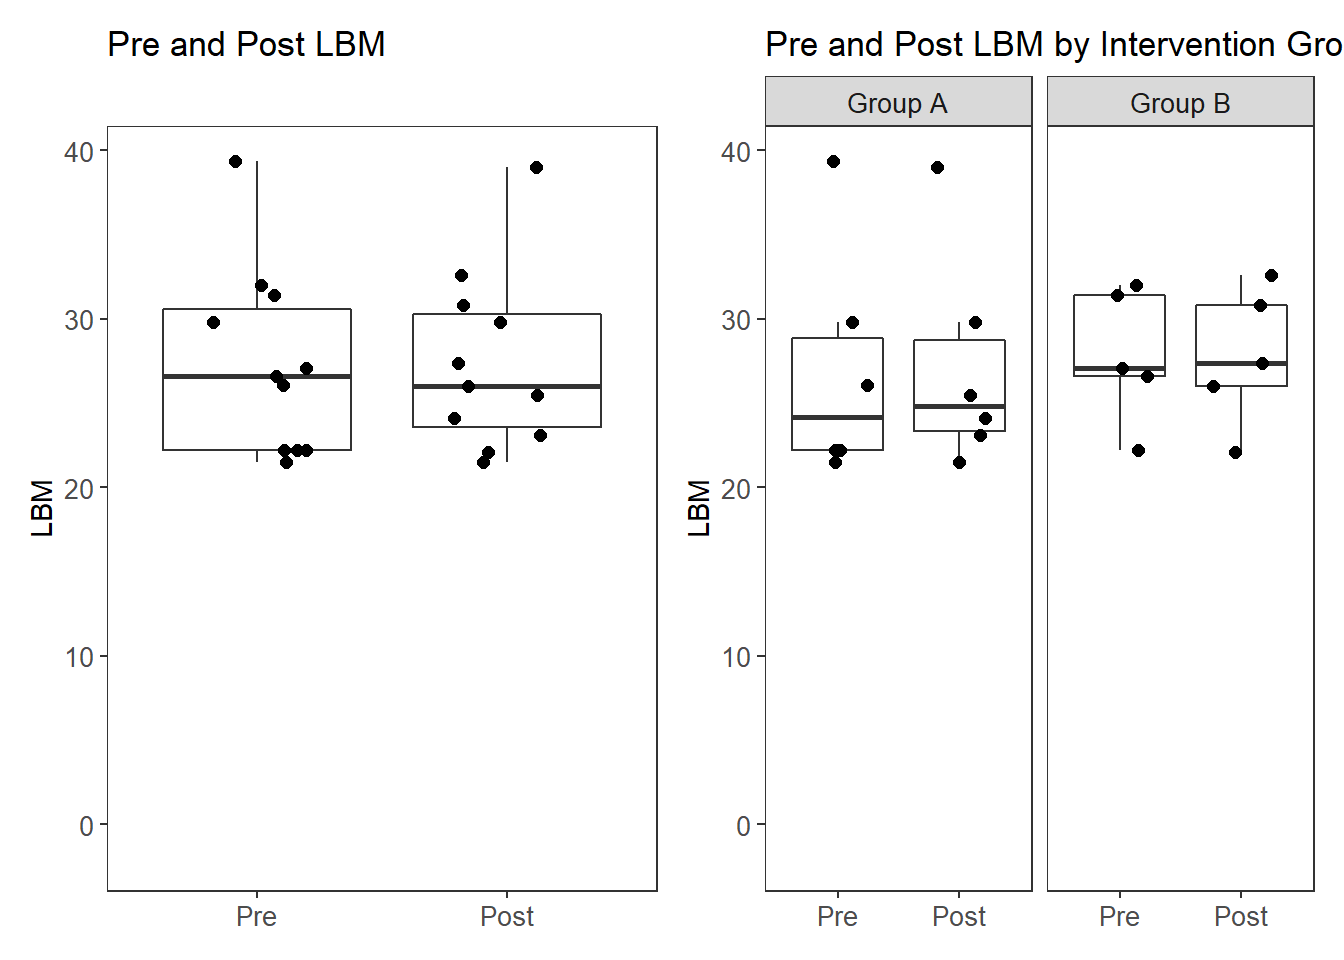 Pre and Post LBM
LBM
40
30
20
10
0
Pre
Post
Pre and Post LBM by Intervention Gro
Group A
Group B
LBM
40
30
20
10
0
Pre
Post
Pre
Post